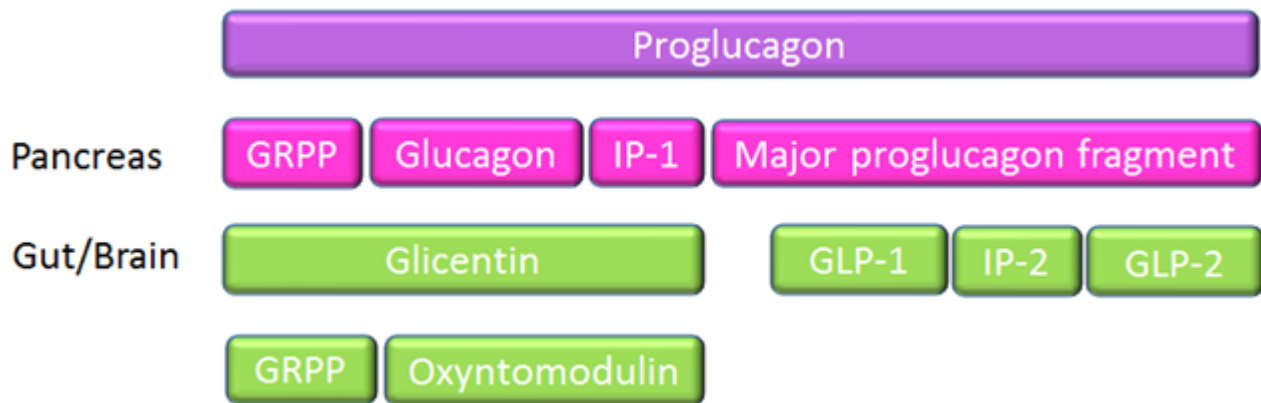 Proglucagon
Pancreas GRPP Glucagon IP-1 Major proglucagon fragment
Gut/Brain Glicentin GLP-1 IP-2 GLP-2
GRPP Oxyntomodulin